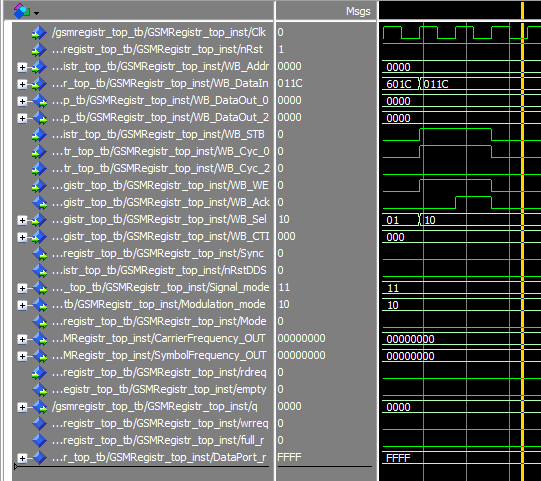 Msgs
/gsmregistr_top_tb/GSMRegistr_top_inst/Clk 0
...registr_top_tb/GSMRegistr_top_inst/nRst 1
...istr_top_tb/GSMRegistr_top_inst/WB_Addr 0000 0000
...r_top_tb/GSMRegistr_top_inst/WB_DataIn 011C 601C 011C
...p_tb/GSMRegistr_top_inst/WB_DataOut_0 0000 0000
...p_tb/GSMRegistr_top_inst/WB_DataOut_2 0000 0000
...istr_top_tb/GSMRegistr_top_inst/WB_STB 0
...tr_top_tb/GSMRegistr_top_inst/WB_Cyc_0 0
...tr_top_tb/GSMRegistr_top_inst/WB_Cyc_2 0
...gistr_top_tb/GSMRegistr_top_inst/WB_WE 0
...gistr_top_tb/GSMRegistr_top_inst/WB_Ack 0
...gistr_top_tb/GSMRegistr_top_inst/WB_Sel 10 01 10
...gistr_top_tb/GSMRegistr_top_inst/WB_CTI 000 000
...registr_top_tb/GSMRegistr_top_inst/Sync 0
...istr_top_tb/GSMRegistr_top_inst/nRstDDS 0
..._top_tb/GSMRegistr_top_inst/Signal_mode 11 11
...tb/GSMRegistr_top_inst/Modulation_mode 10 10
...registr_top_tb/GSMRegistr_top_inst/Mode 0
...MRegistr_top_inst/CarrierFrequency_OUT 00000000 00000000
...MRegistr_top_inst/SymbolFrequency_OUT 00000000 00000000
...registr_top_tb/GSMRegistr_top_inst/rdreq 0
...egistr_top_tb/GSMRegistr_top_inst/empty 0
/gsmregistr_top_tb/GSMRegistr_top_inst/q 0000 0000
...registr_top_tb/GSMRegistr_top_inst/wrreq 0
...registr_top_tb/GSMRegistr_top_inst/full_r 0
...r_top_tb/GSMRegistr_top_inst/DataPort_r FFFF FFFF